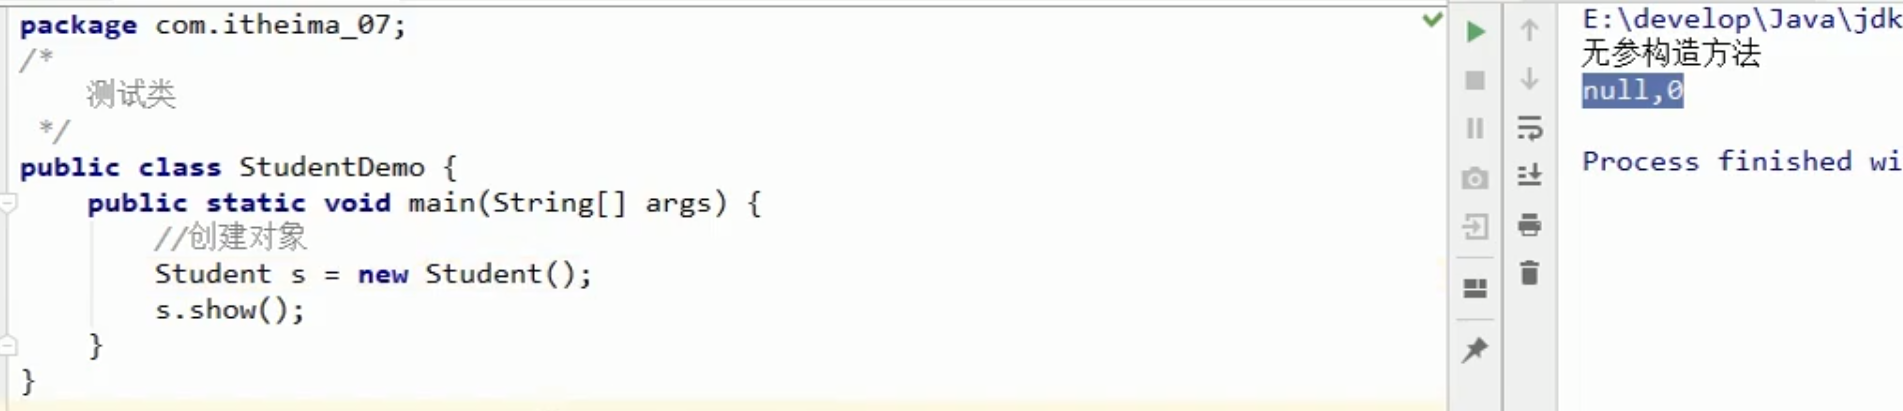 package com.itheima_07;
/*
    测试类
 */
public class StudentDemo {
    public static void main(String[] args) {
        //创建对象
        Student s = new Student();
        s.show();
    }
}
E:\develop\Java\jdk
无参构造方法
null,0
Process finished wi